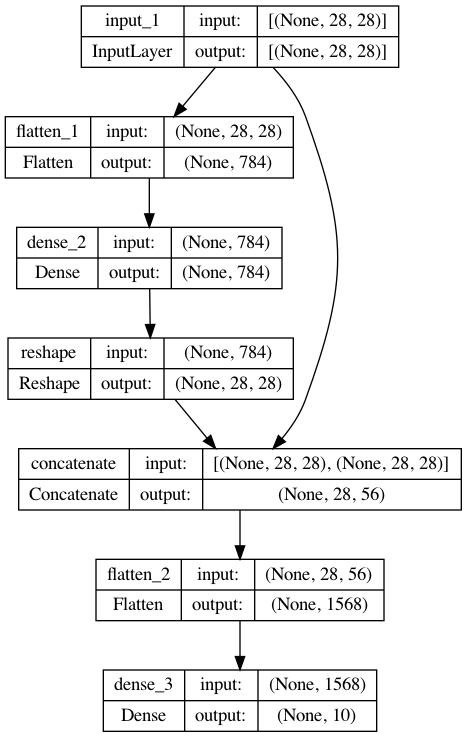 input_1 input: [(None, 28, 28)]
InputLayer output: [(None, 28, 28)]
flatten_1 input: (None, 28, 28)
Flatten output: (None, 784)
dense_2 input: (None, 784)
Dense output: (None, 784)
reshape input: (None, 784)
Reshape output: (None, 28, 28)
concatenate input: [(None, 28, 28), (None, 28, 28)]
Concatenate output: (None, 28, 56)
flatten_2 input: (None, 28, 56)
Flatten output: (None, 1568)
dense_3 input: (None, 1568)
Dense output: (None, 10)